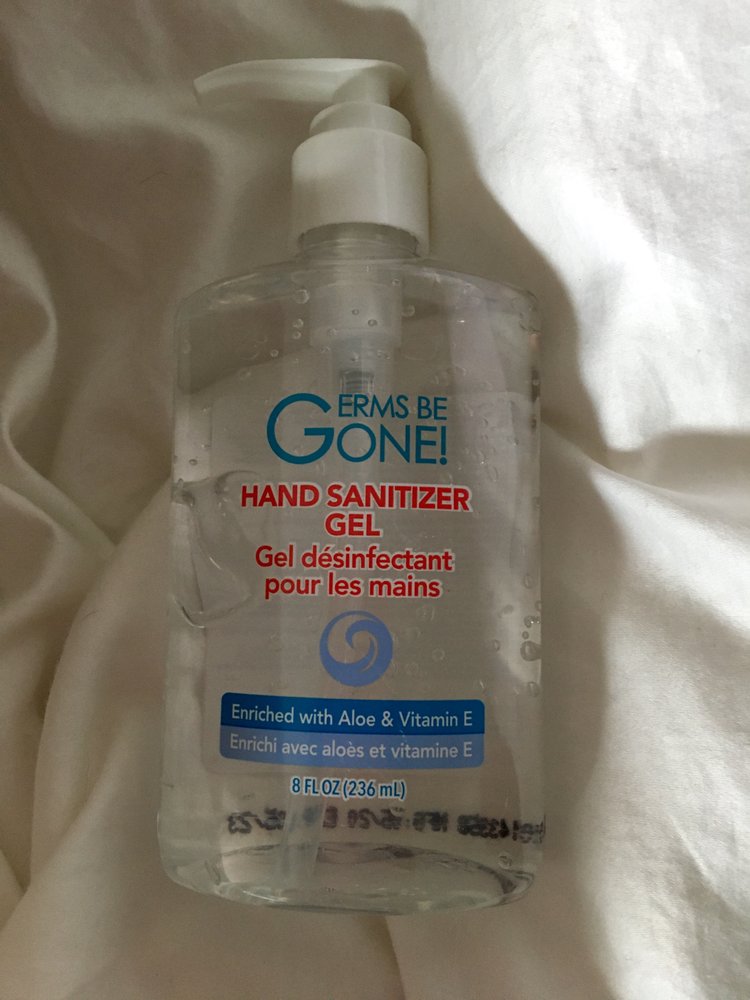 GERMS BE
GONE!
HAND SANITIZER
GEL
Gel désinfectant
pour les mains
Enriched with Aloe & Vitamin E
Enrichi avec aloès et vitamine E
8 FL OZ (236 mL)